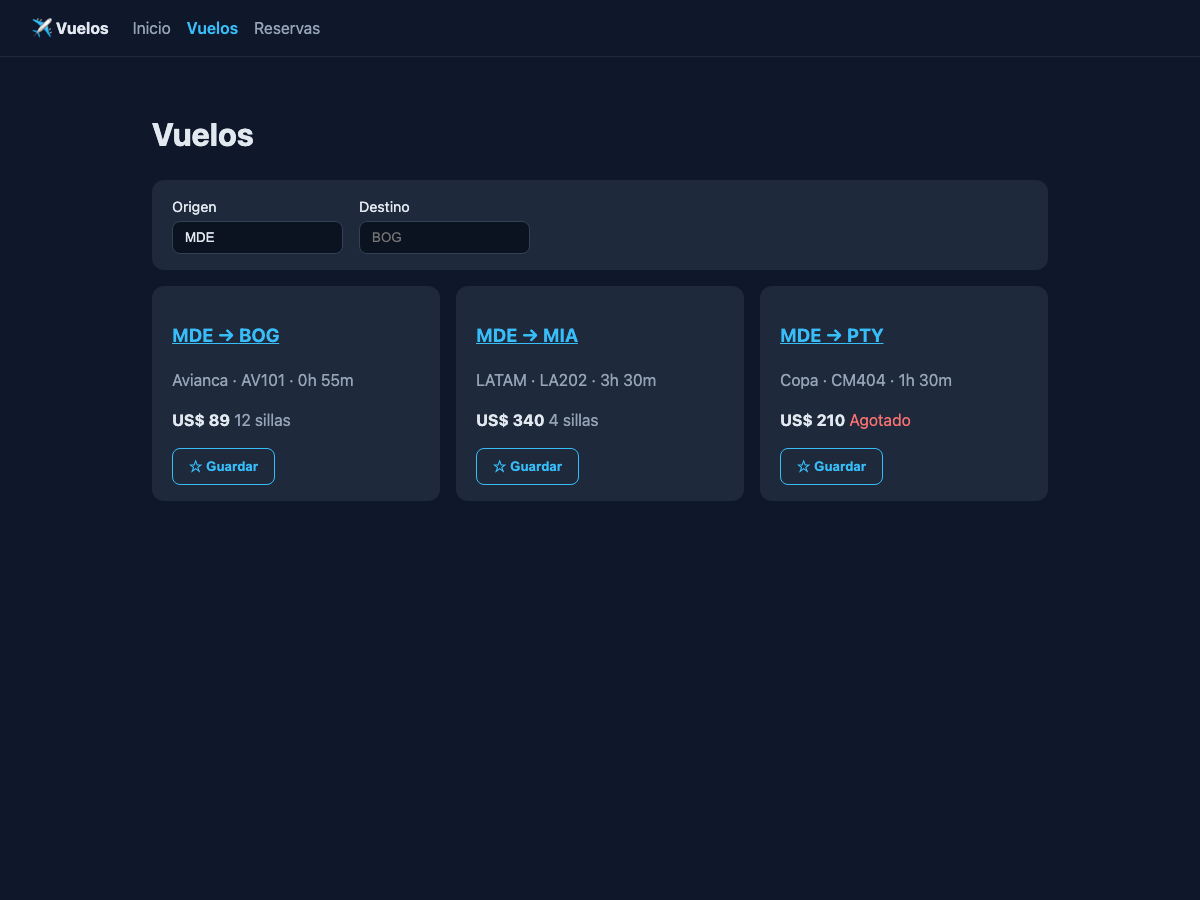 ✈️ Vuelos Inicio Vuelos Reservas
Vuelos
Origen Destino
MDE BOG
MDE → BOG
Avianca · AV101 · 0h 55m
US$ 89 12 sillas
☆ Guardar
MDE → MIA
LATAM · LA202 · 3h 30m
US$ 340 4 sillas
☆ Guardar
MDE → PTY
Copa · CM404 · 1h 30m
US$ 210 Agotado
☆ Guardar